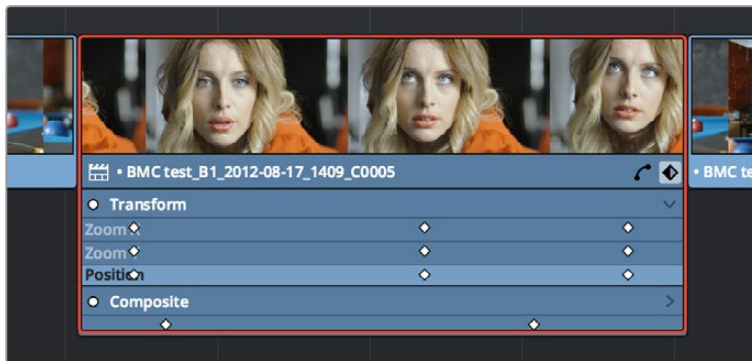 • BMC test_B1_2012-08-17_1409_C0005
• BMC te
Transform
Zoom
Zoom
Position
Composite